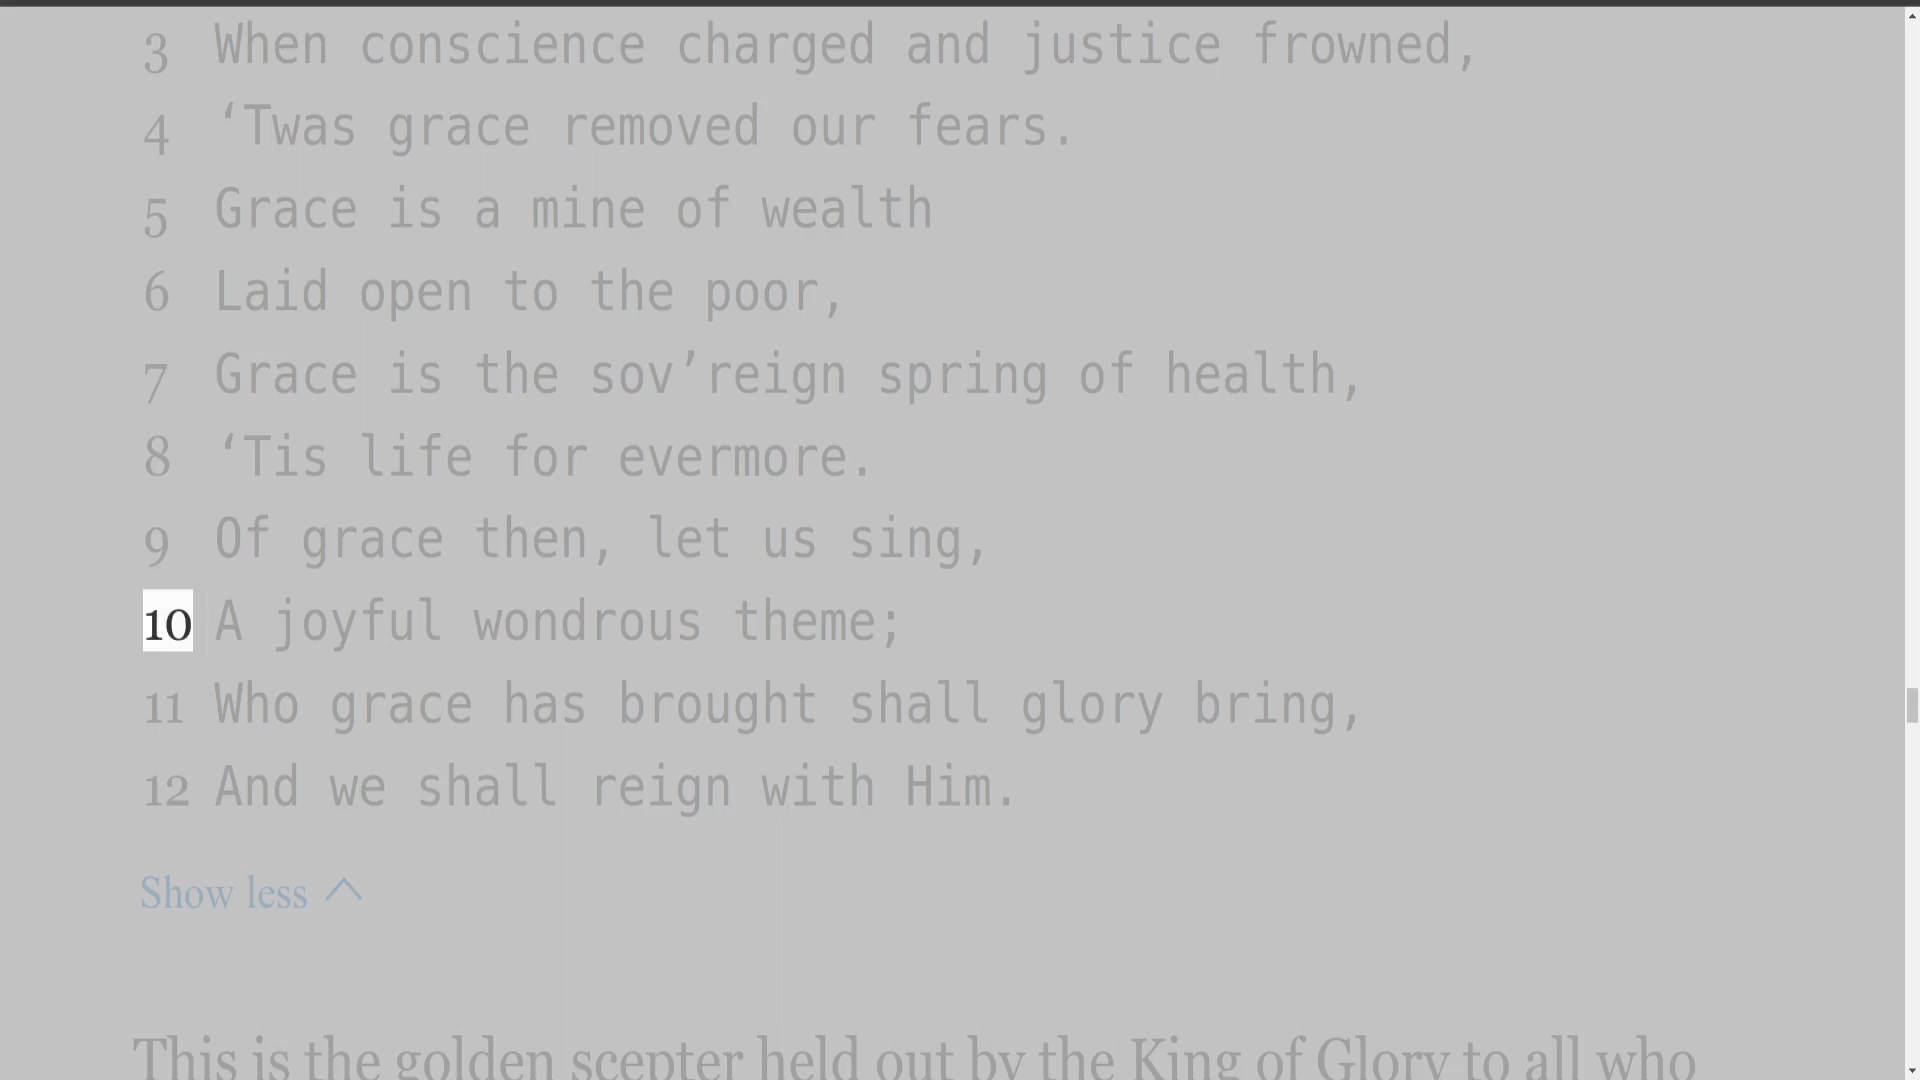 3 When conscience charged and justice frowned,
4 ‘Twas grace removed our fears.
5 Grace is a mine of wealth
6 Laid open to the poor,
7 Grace is the sov’reign spring of health,
8 ‘Tis life for evermore.
9 Of grace then, let us sing,
10 A joyful wondrous theme;
11 Who grace has brought shall glory bring,
12 And we shall reign with Him.
Show less
This is the golden scepter held out by the King of Glory to all who